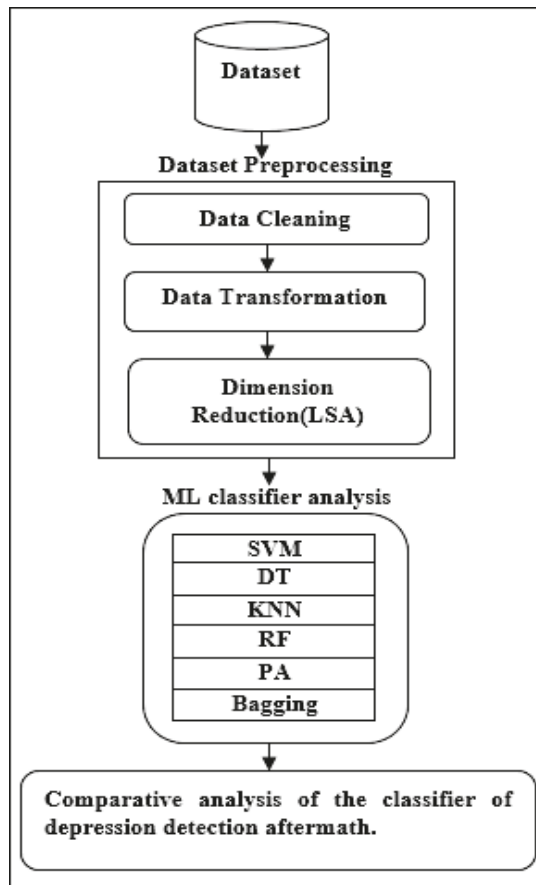 Dataset
Dataset Preprocessing
Data Cleaning
Data Transformation
Dimension
Reduction(LSA)
ML classifier analysis
SVM
DT
KNN
RF
PA
Bagging
Comparative analysis of the classifier of
depression detection aftermath.